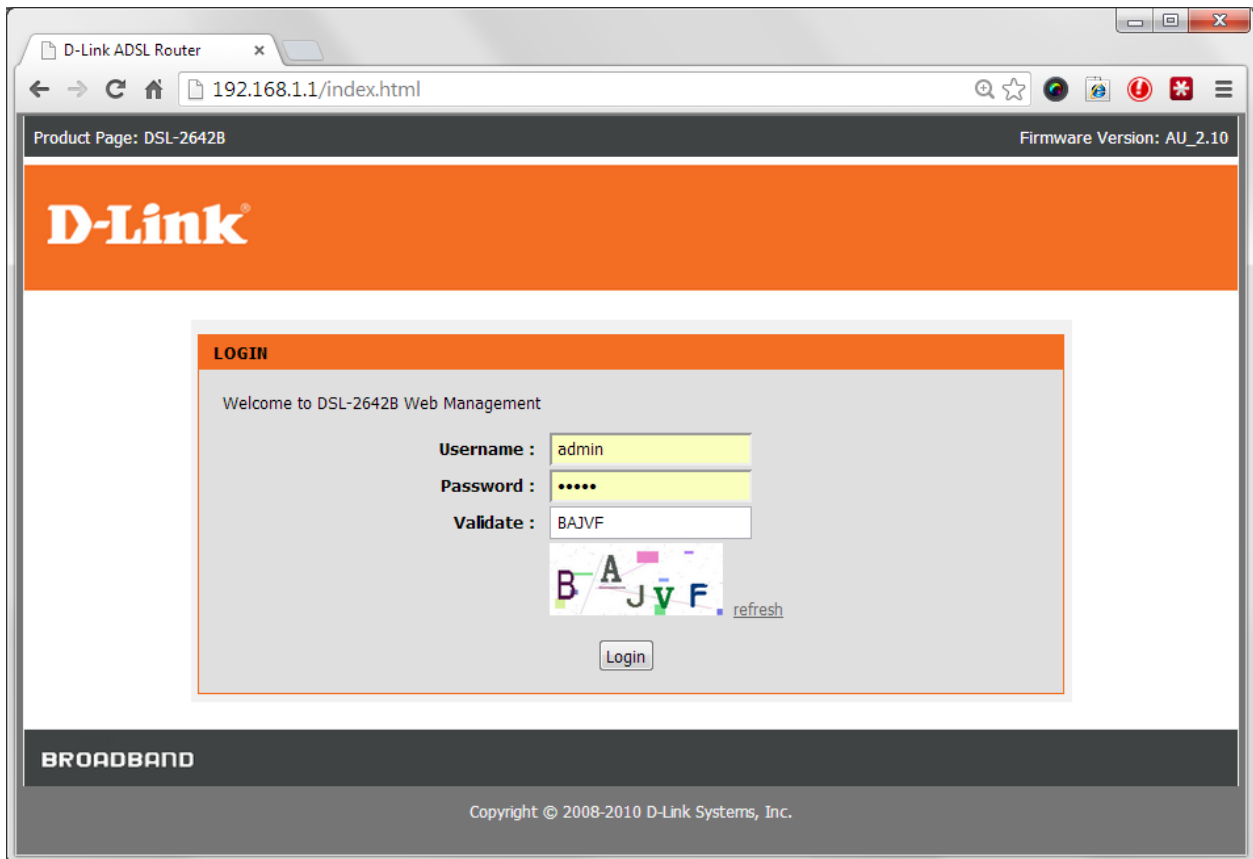 D-Link ADSL Router
192.168.1.1/index.html
Product Page: DSL-2642B
Firmware Version: AU_2.10
D-Link®
LOGIN
Welcome to DSL-2642B Web Management
Username : admin
Password : •••••
Validate : BAJVF
B A J V F
refresh
Login
BROADBAND
Copyright © 2008-2010 D-Link Systems, Inc.